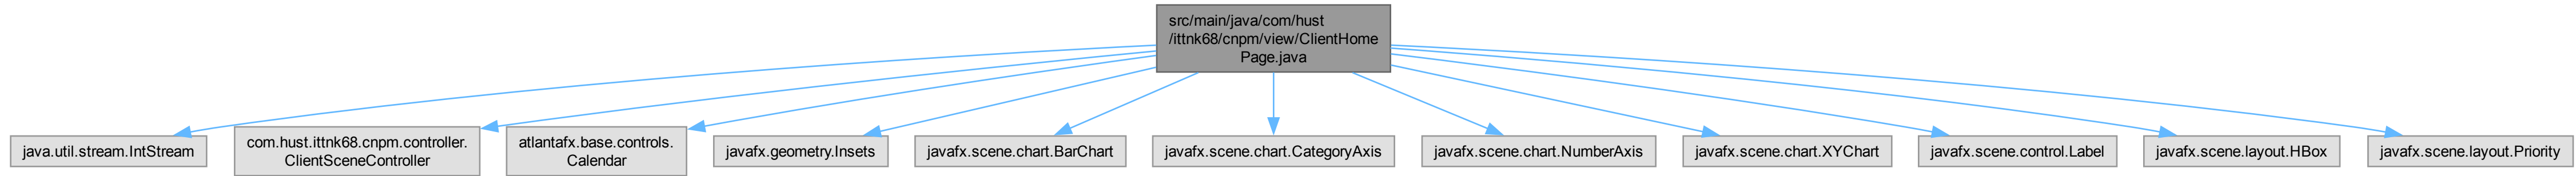 src/main/java/com/hust
/ittnk68/cnpm/view/ClientHome
Page.java
java.util.stream.IntStream
com.hust.ittnk68.cnpm.controller.
ClientSceneController
atlantafx.base.controls.
Calendar
javafx.geometry.Insets
javafx.scene.chart.BarChart
javafx.scene.chart.CategoryAxis
javafx.scene.chart.NumberAxis
javafx.scene.chart.XYChart
javafx.scene.control.Label
javafx.scene.layout.HBox
javafx.scene.layout.Priority